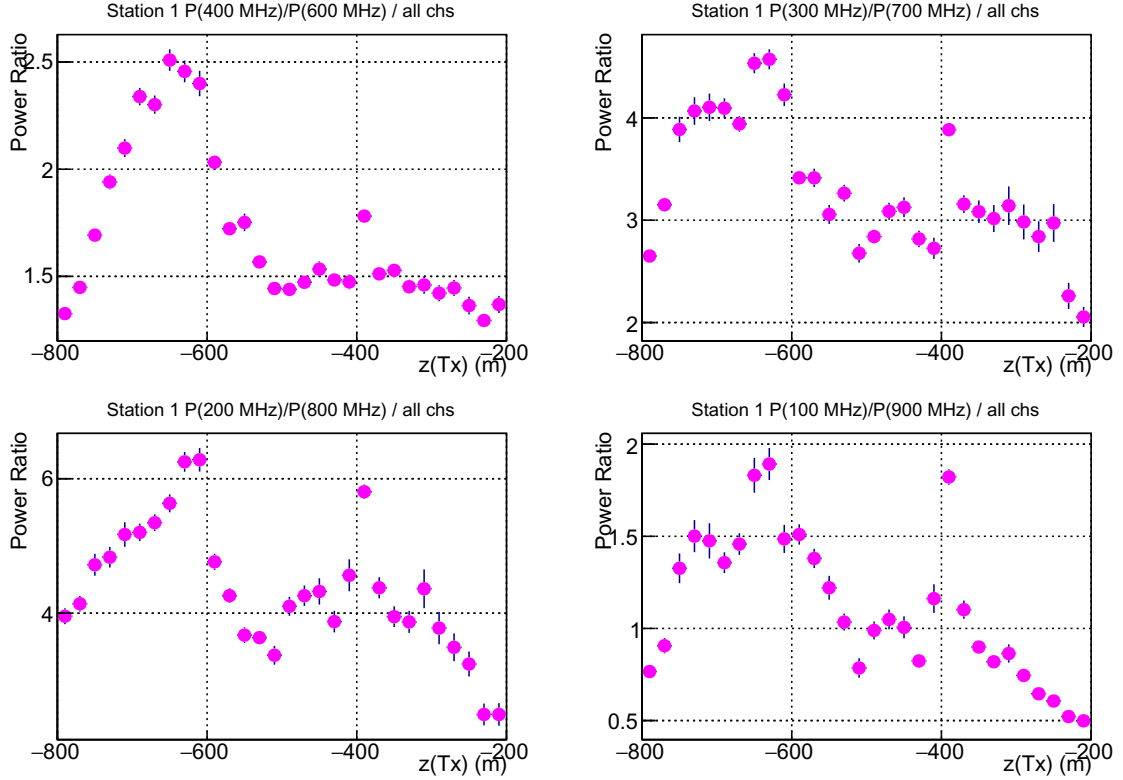 Station 1 P(400 MHz)/P(600 MHz) / all chs
Power Ratio
2.5
2
1.5
−800
−600
−400
−200
z(Tx) (m)
Station 1 P(300 MHz)/P(700 MHz) / all chs
Power Ratio
4
3
2
−800
−600
−400
−200
z(Tx) (m)
Station 1 P(200 MHz)/P(800 MHz) / all chs
Power Ratio
6
4
−800
−600
−400
−200
z(Tx) (m)
Station 1 P(100 MHz)/P(900 MHz) / all chs
Power Ratio
2
1.5
1
0.5
−800
−600
−400
−200
z(Tx) (m)